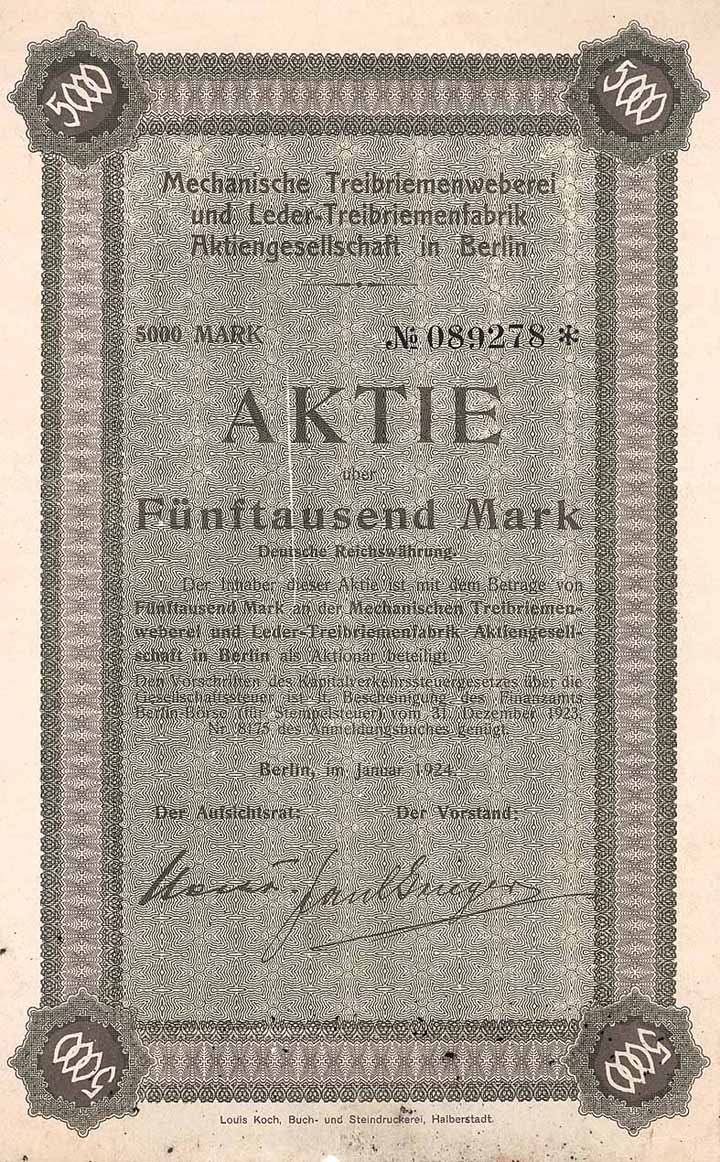 5000 5000
Mechanische Treibriemenweberei
und Leder-Treibriemenfabrik
Aktiengesellschaft in Berlin
5000 MARK № 089278 *
AKTIE
über
Fünftausend Mark
Deutsche Reichswährung.
Der Inhaber dieser Aktie ist mit dem Betrage von
Fünftausend Mark an der Mechanischen Treibriemen-
weberei und Leder-Treibriemenfabrik Aktiengesell-
schaft in Berlin als Aktionär beteiligt.
Den Vorschriften des Kapitalverkehrssteuergesetzes über die
Gesellschaftssteuer ist lt. Bescheinigung des Finanzamts
Berlin-Börse (für Stempelsteuer) vom 31. Dezember 1923,
Nr. 8175 des Anmeldungsbuches genügt.
Berlin, im Januar 1924.
Der Aufsichtsrat: Der Vorstand:
5000 5000
Louis Koch, Buch- und Steindruckerei, Halberstadt.